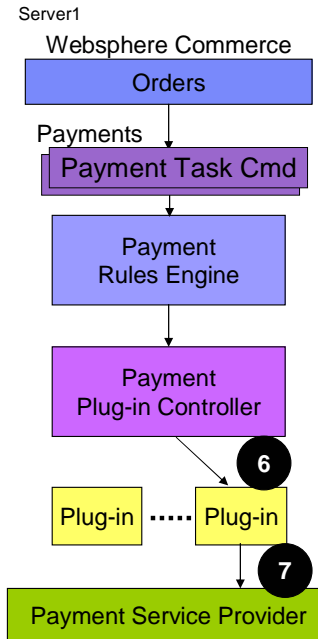 Server1
Websphere Commerce
Orders
Payments
Payment Task Cmd
Payment
Rules Engine
Payment
Plug-in Controller
6
Plug-in ..... Plug-in
7
Payment Service Provider